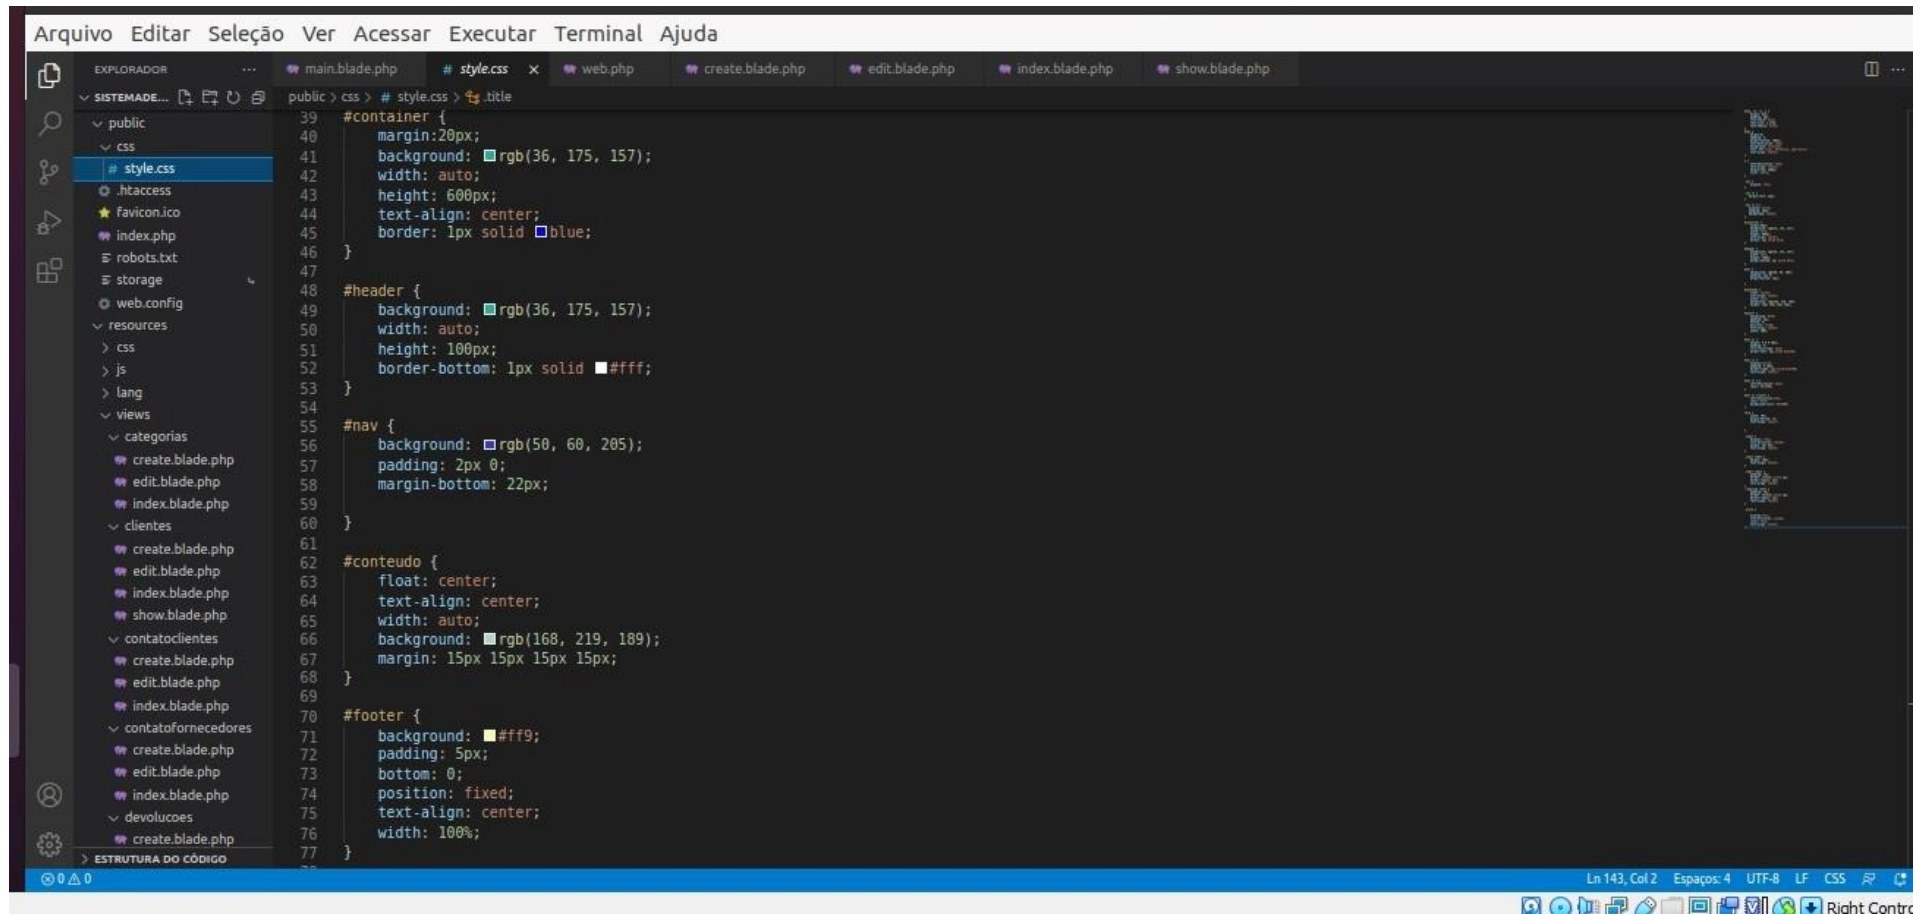 Arquivo Editar Seleção Ver Acessar Executar Terminal Ajuda
EXPLORADOR ...
main.blade.php # style.css × web.php create.blade.php edit.blade.php index.blade.php show.blade.php
SISTEMADE...
public > css > # style.css > .title
public
css
# style.css
.htaccess
favicon.ico
index.php
robots.txt
storage
web.config
resources
css
js
lang
views
categorias
create.blade.php
edit.blade.php
index.blade.php
clientes
create.blade.php
edit.blade.php
index.blade.php
show.blade.php
contatoclientes
create.blade.php
edit.blade.php
index.blade.php
contatofornecedores
create.blade.php
edit.blade.php
index.blade.php
devolucoes
create.blade.php
ESTRUTURA DO CÓDIGO
39 #container {
40 margin:20px;
41 background: rgb(36, 175, 157);
42 width: auto;
43 height: 600px;
44 text-align: center;
45 border: 1px solid blue;
46 }
47
48 #header {
49 background: rgb(36, 175, 157);
50 width: auto;
51 height: 100px;
52 border-bottom: 1px solid #fff;
53 }
54
55 #nav {
56 background: rgb(50, 60, 205);
57 padding: 2px 0;
58 margin-bottom: 22px;
59
60 }
61
62 #conteudo {
63 float: center;
64 text-align: center;
65 width: auto;
66 background: rgb(168, 219, 189);
67 margin: 15px 15px 15px 15px;
68 }
69
70 #footer {
71 background: #ff9;
72 padding: 5px;
73 bottom: 0;
74 position: fixed;
75 text-align: center;
76 width: 100%;
77 }
0 0
Ln 143, Col 2 Espaços: 4 UTF-8 LF CSS
Right Contro